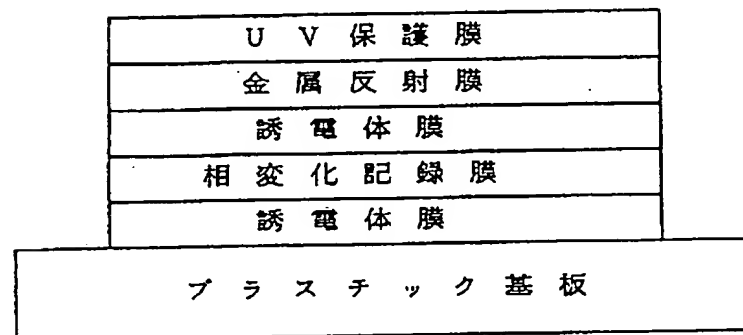 UV保護膜
金属反射膜
誘電体膜
相変化記録膜
誘電体膜
プラスチック基板